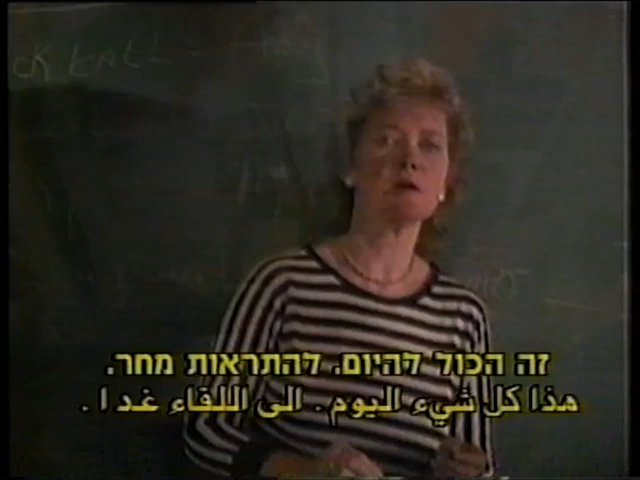 זה הכול להיום. להתראות מחר.
هذا كل شيء اليوم. الى اللقاء غدا.